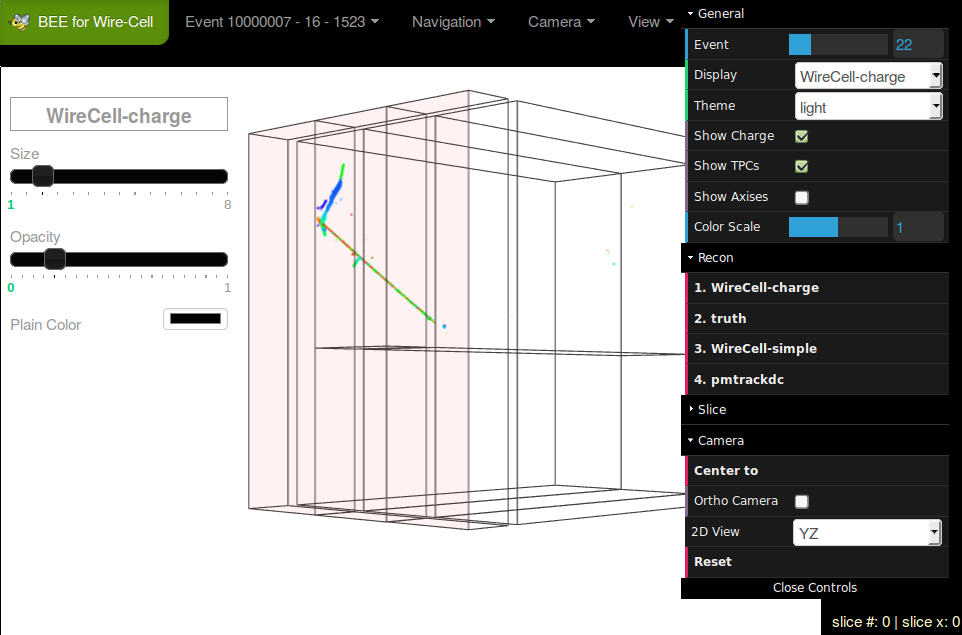 BEE for Wire-Cell Event 10000007 - 16 - 1523 Navigation Camera View
WireCell-charge
Size
1 8
Opacity
0 1
Plain Color
General
Event 22
Display WireCell-charge
Theme light
Show Charge
Show TPCs
Show Axises
Color Scale 1
Recon
1. WireCell-charge
2. truth
3. WireCell-simple
4. pmtrackdc
Slice
Camera
Center to
Ortho Camera
2D View YZ
Reset
Close Controls
slice #: 0 | slice x: 0